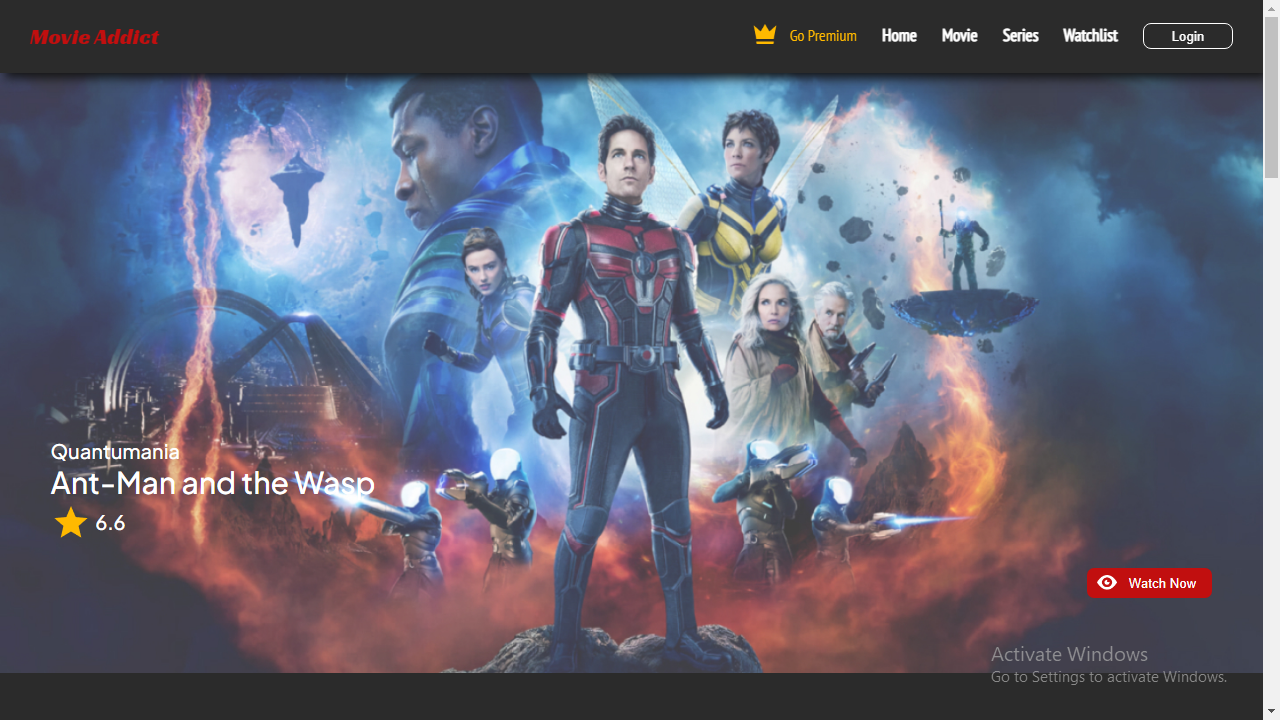 Movie Addict
Go Premium
Home
Movie
Series
Watchlist
Login
Quantumania
Ant-Man and the Wasp
6.6
Watch Now
Activate Windows
Go to Settings to activate Windows.